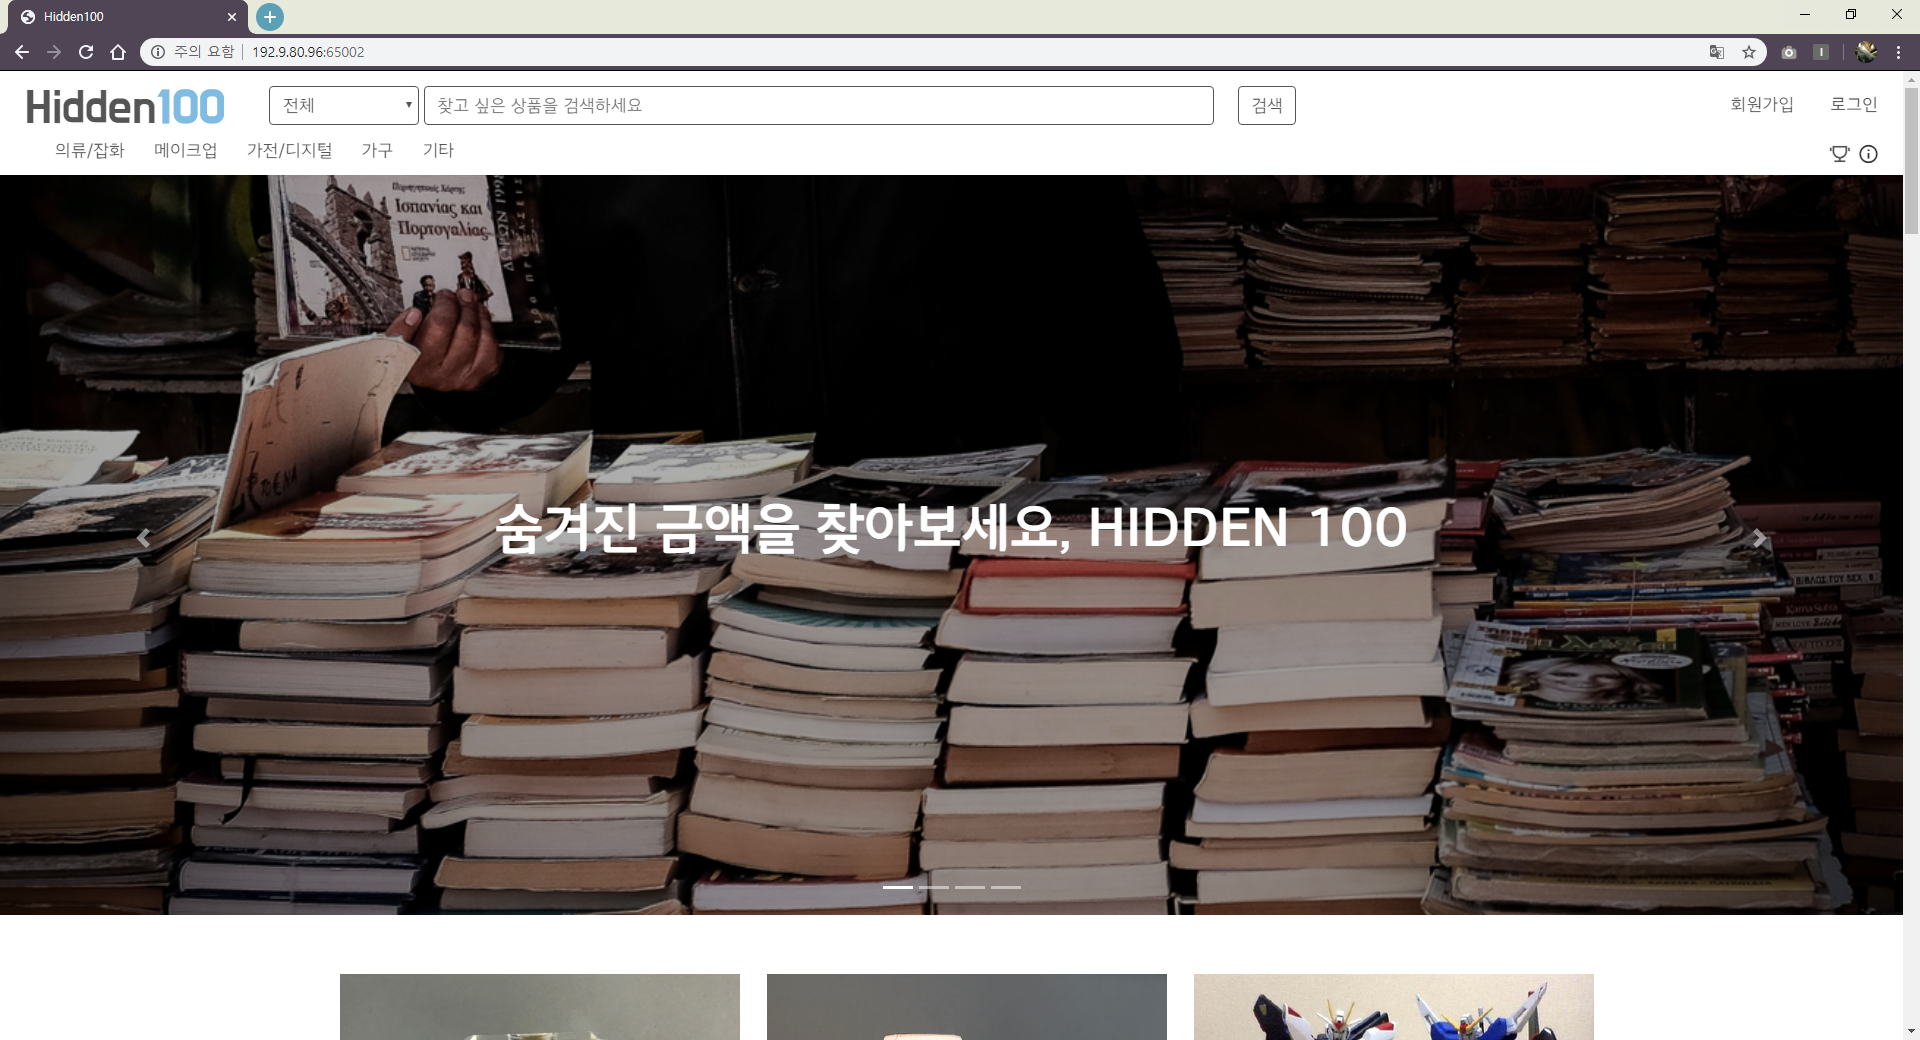 Hidden100
주의 요함 192.9.80.96:65002
Hidden100
전체
찾고 싶은 상품을 검색하세요
검색
회원가입
로그인
의류/잡화
메이크업
가전/디지털
가구
기타
Ισπανίας και
Πορτογαλίας
숨겨진 금액을 찾아보세요, HIDDEN 100